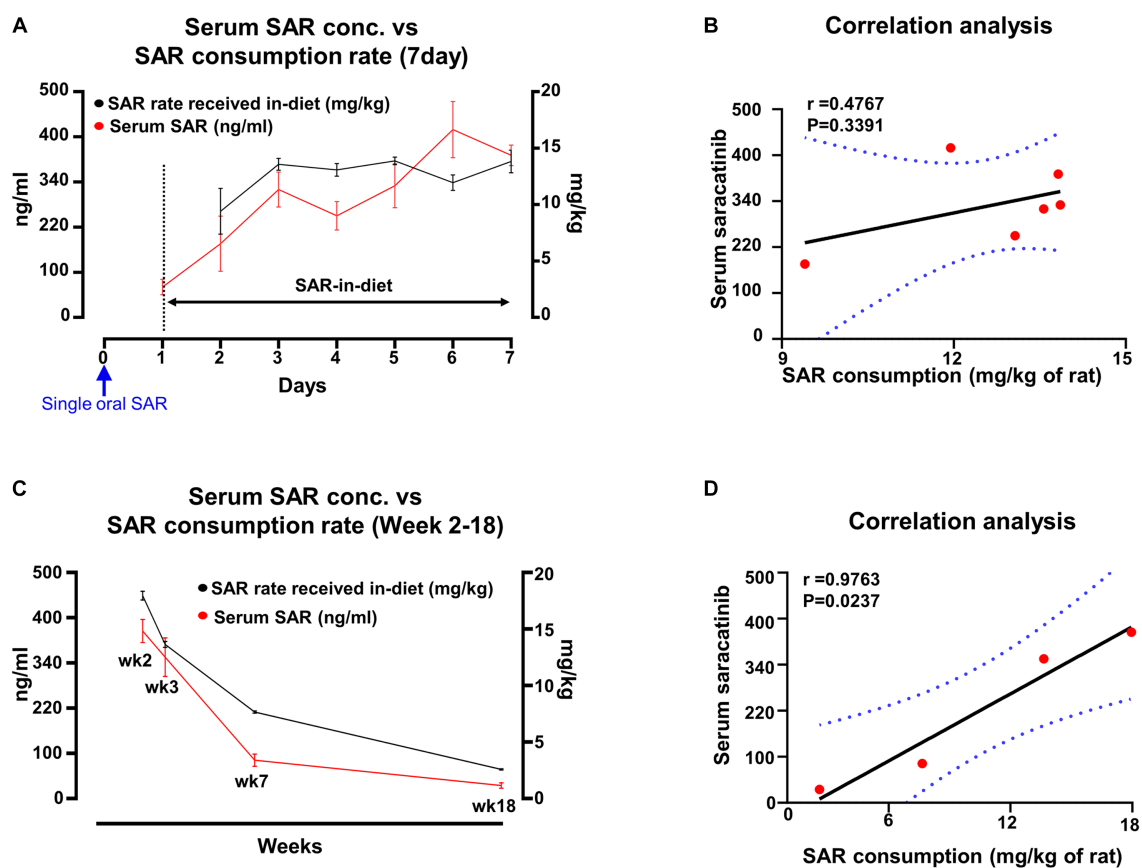 A
Serum SAR conc. vs
SAR consumption rate (7day)
500
400
340
220
100
0
ng/ml
SAR rate received in-diet (mg/kg)
Serum SAR (ng/ml)
SAR-in-diet
20
15
10
5
0
mg/kg
0 1 2 3 4 5 6 7
Days
Single oral SAR
B
Correlation analysis
r =0.4767
P=0.3391
500
400
340
220
100
0
Serum saracatinib
9 12 15
SAR consumption (mg/kg of rat)
C
Serum SAR conc. vs
SAR consumption rate (Week 2-18)
500
400
340
220
100
0
ng/ml
SAR rate received in-diet (mg/kg)
Serum SAR (ng/ml)
wk2
wk3
wk7
wk18
20
15
10
5
0
mg/kg
Weeks
D
Correlation analysis
r =0.9763
P=0.0237
500
400
340
220
100
0
Serum saracatinib
0 6 12 18
SAR consumption (mg/kg of rat)